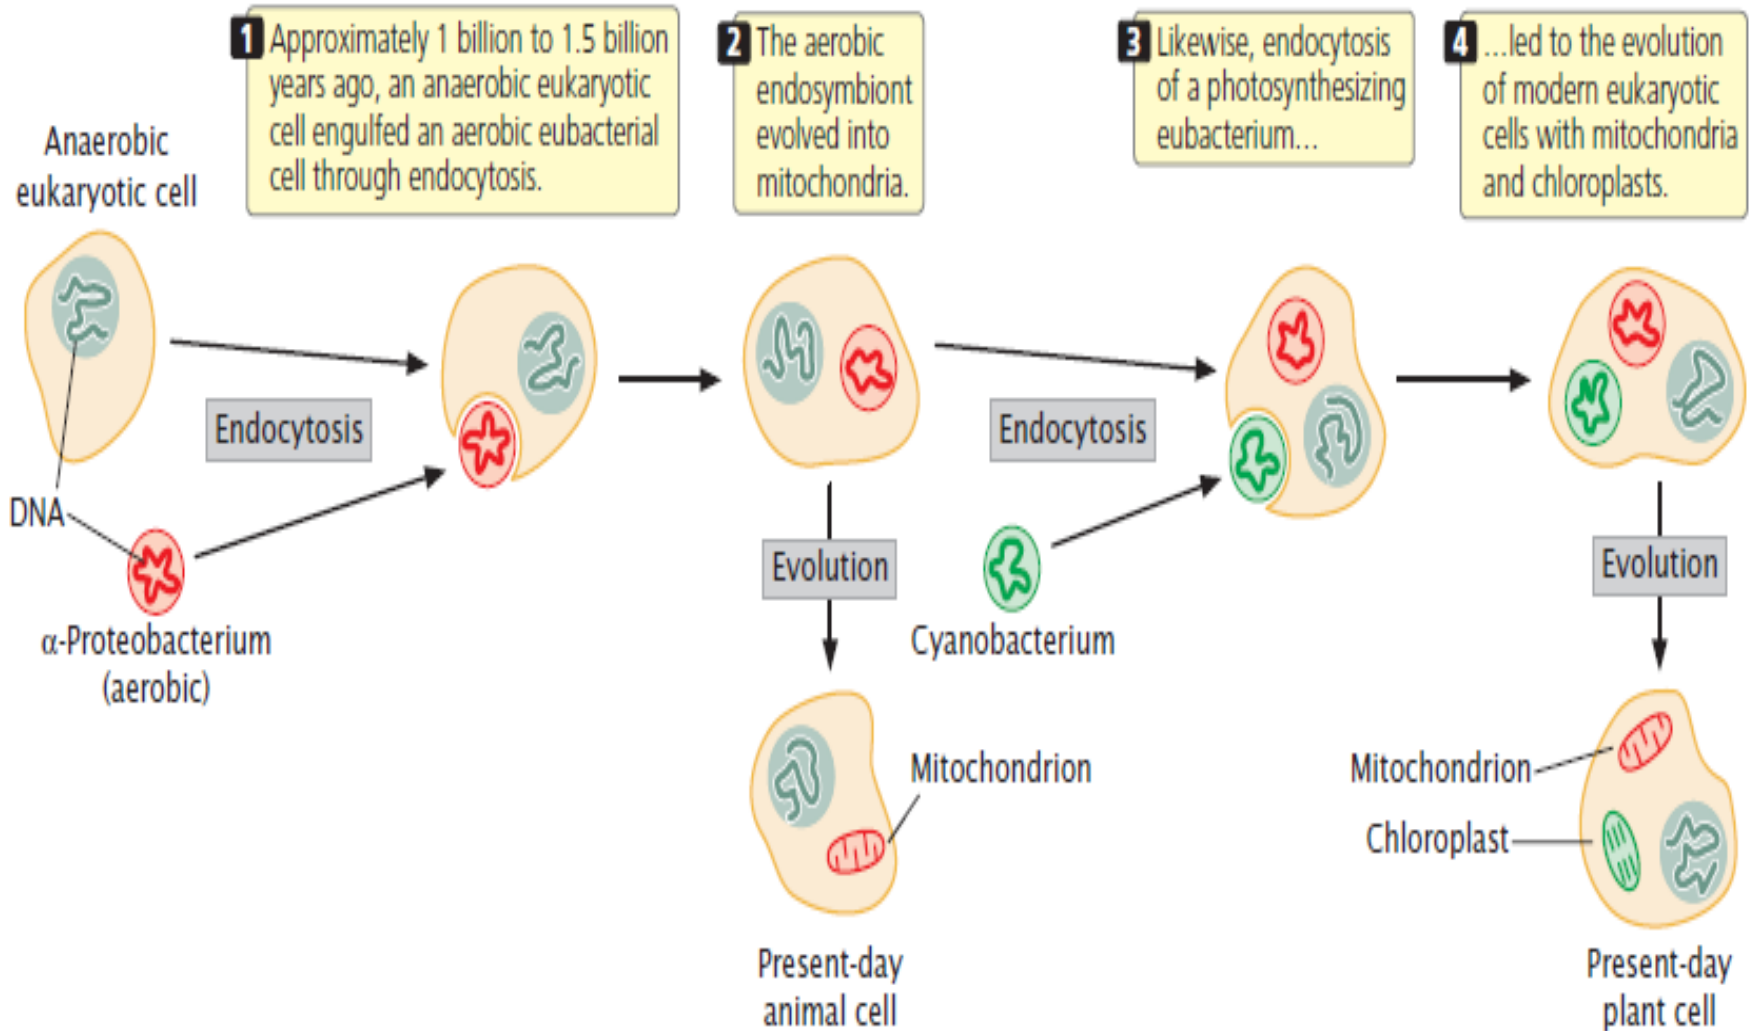 1 Approximately 1 billion to 1.5 billion
years ago, an anaerobic eukaryotic
cell engulfed an aerobic eubacterial
cell through endocytosis.
2 The aerobic
endosymbiont
evolved into
mitochondria.
3 Likewise, endocytosis
of a photosynthesizing
eubacterium...
4 ...led to the evolution
of modern eukaryotic
cells with mitochondria
and chloroplasts.
Anaerobic
eukaryotic cell
Endocytosis
DNA
α-Proteobacterium
(aerobic)
Endocytosis
Evolution
Cyanobacterium
Evolution
Mitochondrion
Present-day
animal cell
Mitochondrion
Chloroplast
Present-day
plant cell